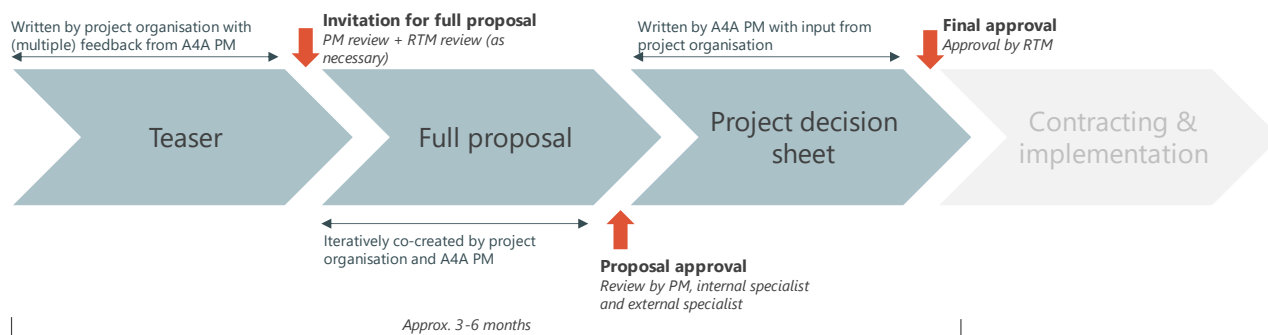 Written by project organisation with
(multiple) feedback from A4A PM
Invitation for full proposal
PM review + RTM review (as
necessary)
Written by A4A PM with input from
project organisation
Final approval
Approval by RTM
Teaser
Full proposal
Project decision
sheet
Contracting &
implementation
Iteratively co-created by project
organisation and A4A PM
Proposal approval
Review by PM, internal specialist
and external specialist
Approx. 3-6 months